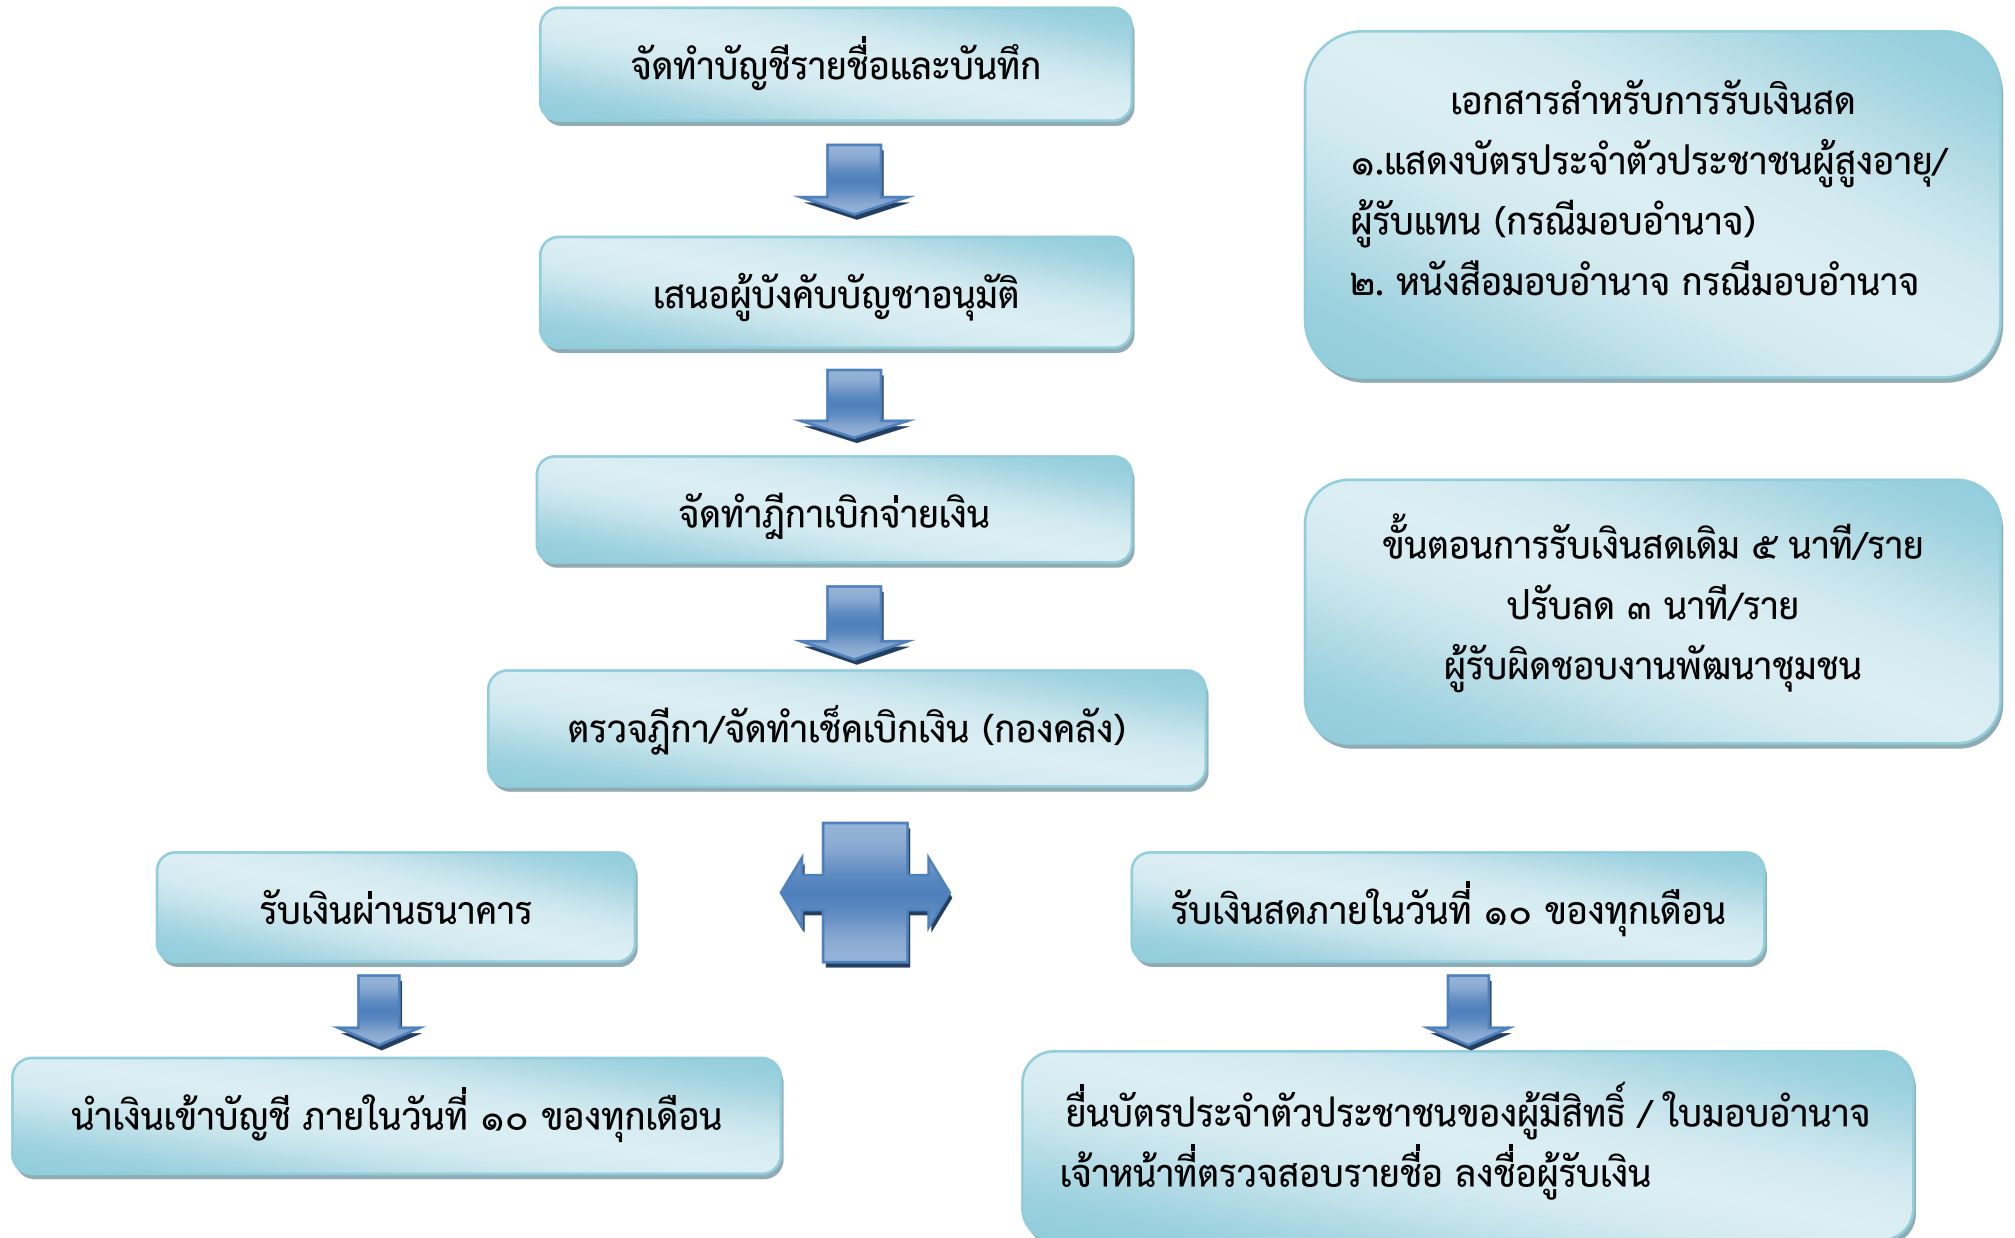 จัดทำบัญชีรายชื่อและบันทึก
เสนอผู้บังคับบัญชาอนุมัติ
จัดทำฎีกาเบิกจ่ายเงิน
ตรวจฎีกา/จัดทำเช็คเบิกเงิน (กองคลัง)
รับเงินผ่านธนาคาร
นำเงินเข้าบัญชี ภายในวันที่ ๑๐ ของทุกเดือน
รับเงินสดภายในวันที่ ๑๐ ของทุกเดือน
ยื่นบัตรประจำตัวประชาชนของผู้มีสิทธิ์ / ใบมอบอำนาจ
เจ้าหน้าที่ตรวจสอบรายชื่อ ลงชื่อผู้รับเงิน
เอกสารสำหรับการรับเงินสด
๑.แสดงบัตรประจำตัวประชาชนผู้สูงอายุ/
ผู้รับแทน (กรณีมอบอำนาจ)
๒. หนังสือมอบอำนาจ กรณีมอบอำนาจ
ขั้นตอนการรับเงินสดเดิม ๕ นาที/ราย
ปรับลด ๓ นาที/ราย
ผู้รับผิดชอบงานพัฒนาชุมชน